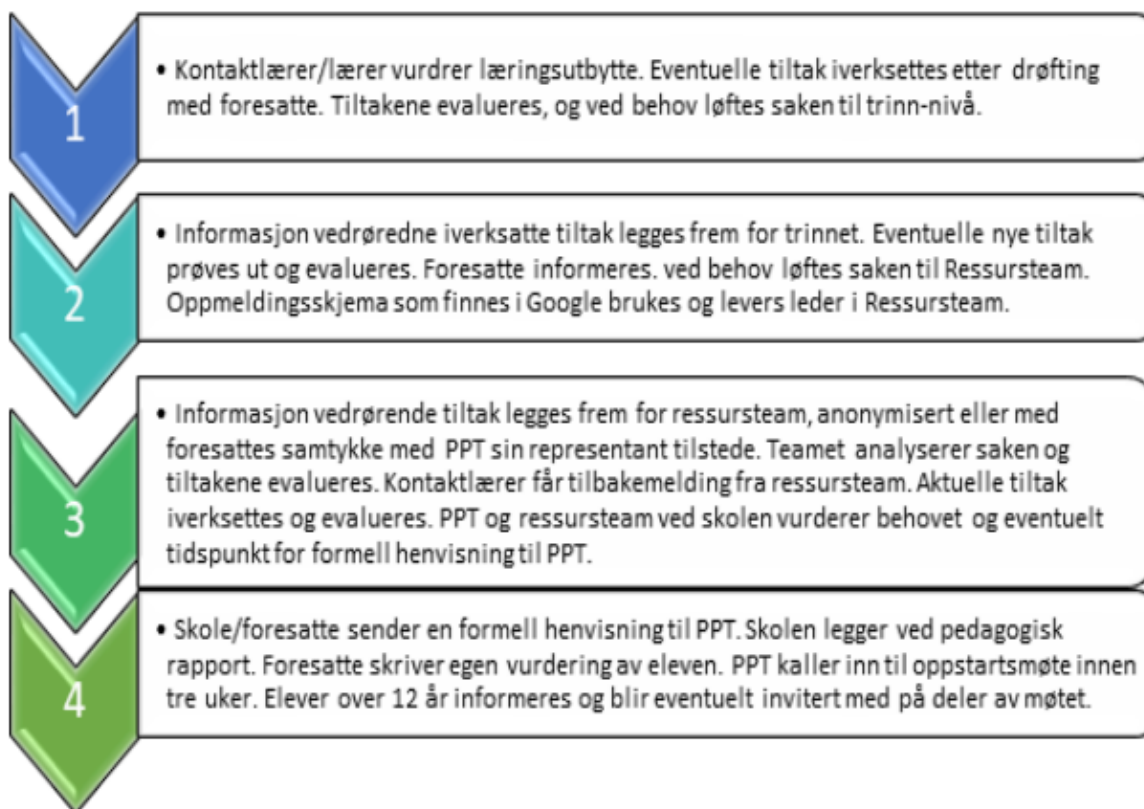 1
• Kontaktlærer/lærer vurdrer læringsutbytte. Eventuelle tiltak iverksettes etter drøfting
med foresatte. Tiltakene evalueres, og ved behov løftes saken til trinn-nivå.
2
• Informasjon vedrøredne iverksatte tiltak legges frem for trinnet. Eventuelle nye tiltak
prøves ut og evalueres. Foresatte informeres. ved behov løftes saken til Ressursteam.
Oppmeldingsskjema som finnes i Google brukes og levers leder i Ressursteam.
3
• Informasjon vedrørende tiltak legges frem for ressursteam, anonymisert eller med
foresattes samtykke med PPT sin representant tilstede. Teamet analyserer saken og
tiltakene evalueres. Kontaktlærer får tilbakemelding fra ressursteam. Aktuelle tiltak
iverksettes og evalueres. PPT og ressursteam ved skolen vurderer behovet og eventuelt
tidspunkt for formell henvisning til PPT.
4
• Skole/foresatte sender en formell henvisning til PPT. Skolen legger ved pedagogisk
rapport. Foresatte skriver egen vurdering av eleven. PPT kaller inn til oppstartsmøte innen
tre uker. Elever over 12 år informeres og blir eventuelt invitert med på deler av møtet.